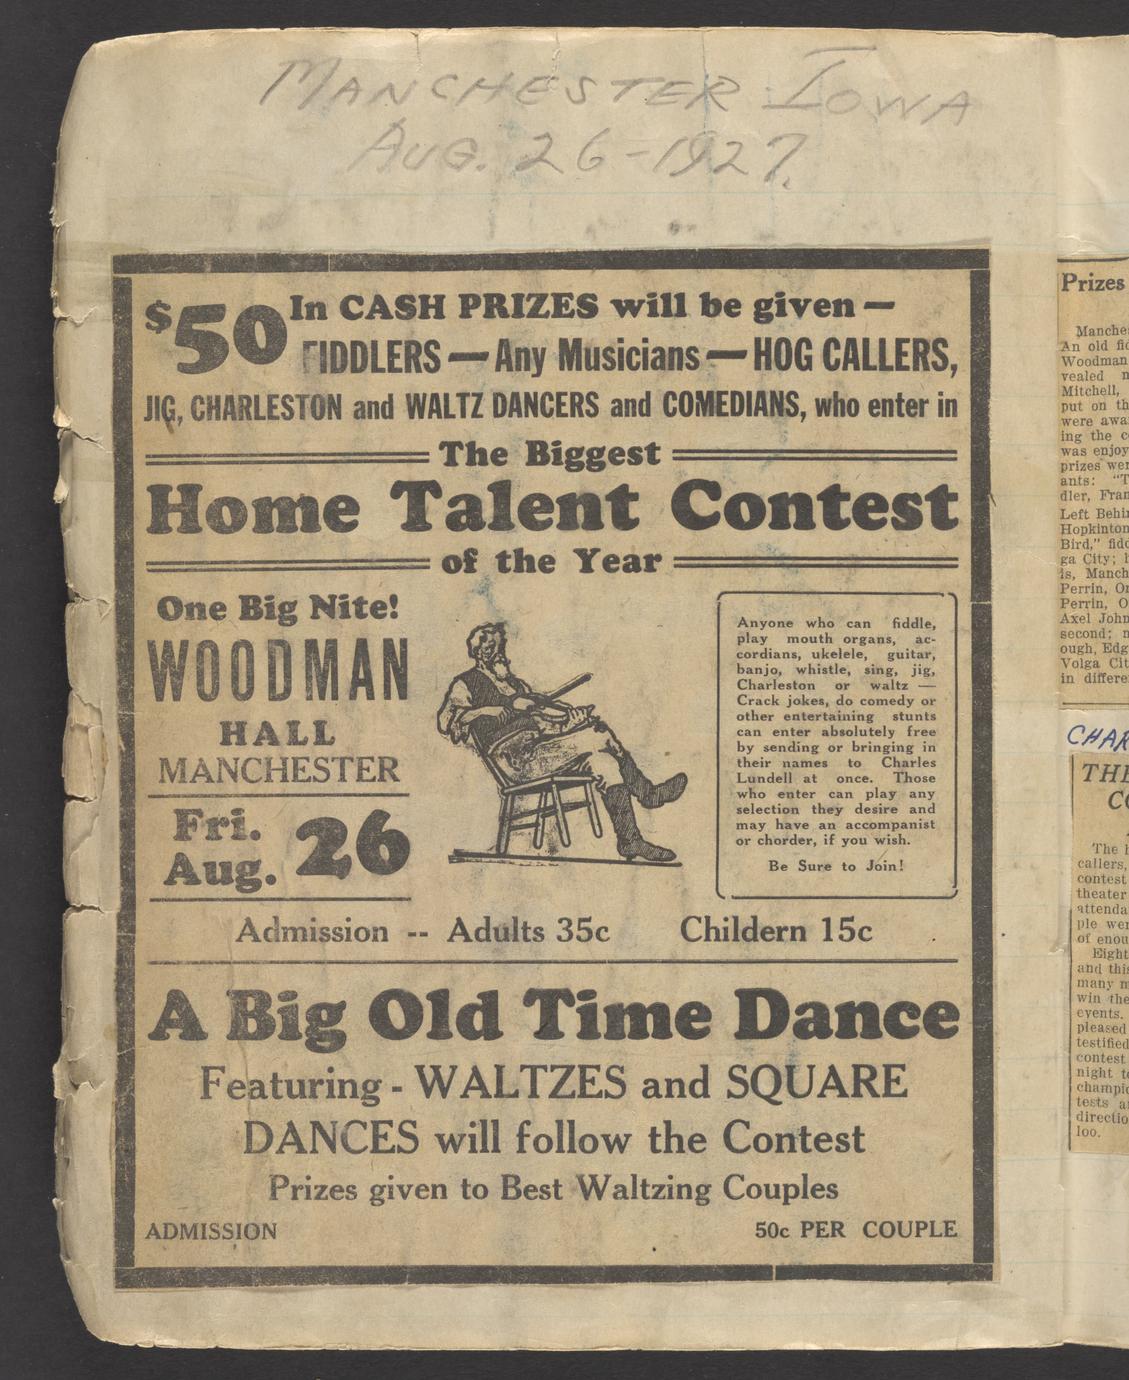 MANCHESTER IOWA
AUG. 26-1927.
$50 In CASH PRIZES will be given —
FIDDLERS — Any Musicians — HOG CALLERS,
JIG, CHARLESTON and WALTZ DANCERS and COMEDIANS, who enter in
The Biggest
Home Talent Contest
of the Year
One Big Nite!
WOODMAN
HALL
MANCHESTER
Fri.
Aug. 26
Anyone who can fiddle,
play mouth organs, ac-
cordians, ukelele, guitar,
banjo, whistle, sing, jig,
Charleston or waltz —
Crack jokes, do comedy or
other entertaining stunts
can enter absolutely free
by sending or bringing in
their names to Charles
Lundell at once. Those
who enter can play any
selection they desire and
may have an accompanist
or chorder, if you wish.
Be Sure to Join!
Admission -- Adults 35c Childern 15c
A Big Old Time Dance
Featuring - WALTZES and SQUARE
DANCES will follow the Contest
Prizes given to Best Waltzing Couples
ADMISSION 50c PER COUPLE
Prizes
Manche
An old fid
Woodman
vealed n
Mitchell,
put on th
were awa
ing the c
was enjoy
prizes wer
ants: "T
dler, Fran
Left Behi
Hopkinton
Bird," fidd
ga City; h
is, Manch
Perrin, On
Perrin, O
Axel John
second; n
ough, Edg
Volga Cit
in differe
CHAR
THE
CO
The h
callers,
contest
theater
attenda
ple wer
of enou
Eight
and this
many m
win the
events.
pleased
testified
contest
night to
champio
tests a
directio
loo.